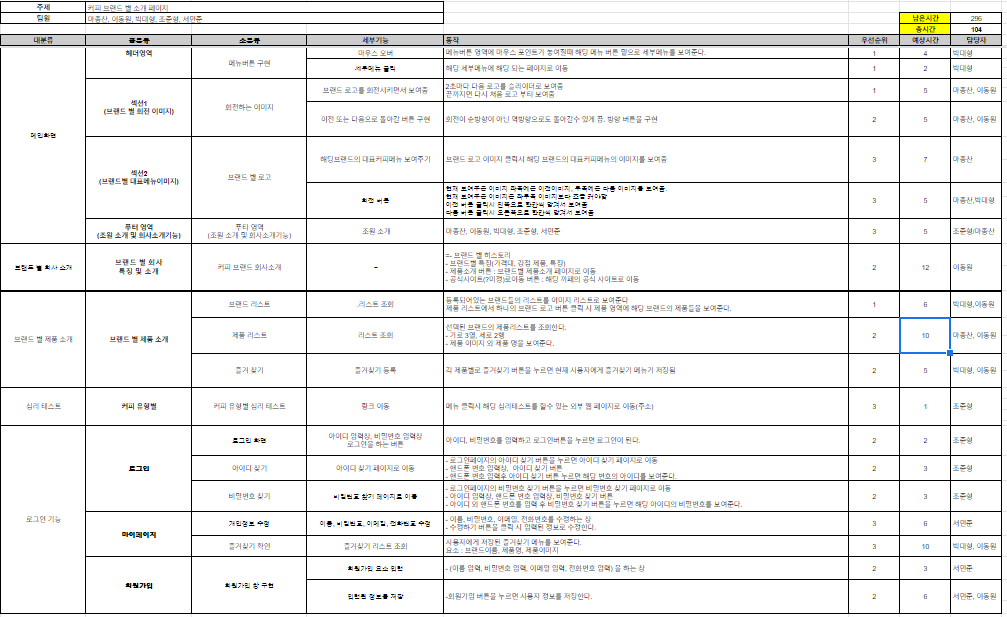 주제 커피 브랜드 별 소개 페이지
팀원 마종산, 이동원, 박대형, 조준형, 서민준
남은시간 296
총시간 104
대분류 중분류 소분류 세부기능 동작 우선순위 예상시간 담당자
메인화면
헤더영역 메뉴버튼 구현 마우스 오버 메뉴버튼 영역에 마우스 포인트가 놓여질때 해당 메뉴 버튼 밑으로 세부메뉴를 보여준다. 1 4 박대형
세부메뉴 클릭 해당 세부메뉴에 해당 되는 페이지로 이동 1 2 박대형
섹션1
(브랜드 별 회전 이미지)
회전하는 이미지
브랜드 로고를 회전시키면서 보여줌
2초마다 다음 로고를 슬라이더로 보여줌
끝까지면 다시 처음 로고 부터 보여줌
1 5 마종산, 이동원
이전 또는 다음으로 돌아감 버튼 구현 회전이 순방향이 아닌 역방향으로도 돌아갈수 있게 끔, 방향 버튼을 구현 2 5 마종산, 이동원
섹션2
(브랜드별 대표메뉴이미지)
브랜드 별 로고
해당브랜드의 대표커피메뉴 보여주기 브랜드 로고 이미지 클릭시 해당 브랜드의 대표커피메뉴의 이미지를 보여줌 3 7 마종산
회전 버튼
현재 보여주는 이미지 좌측에는 이전이미지, 우측에는 다음 이미지를 보여줌.
현재 보여주는 이미지는 좌우측 이미지보다 조금 커야함
이전 버튼 클릭시 왼쪽으로 한칸씩 당겨서 보여줌
다음 버튼 클릭시 오른쪽으로 한칸씩 당겨서 보여줌
3 5 마종산,박대형
푸터 영역
(조원 소개 및 회사소개기능)
푸터 영역
(조원 소개 및 회사소개기능)
조원 소개 마종산, 이동원, 박대형, 조준형, 서민준 3 5 조준형/마종산
브랜드 별 회사 소개
브랜드 별 회사
특징 및 소개
커피 브랜드 회사소개 -
=- 브랜드 별 히스토리
- 브랜드별 특징(가격대, 강점 제품, 특징)
- 제품소개 버튼 : 브랜드별 제품소개 페이지로 이동
- 공식사이트(?미정)로이동 버튼 : 해당 까페의 공식 사이트로 이동
2 12 이동원
브랜드 별 제품 소개 브랜드 별 제품 소개
브랜드 리스트 리스트 조회
등록되어있는 브랜드들의 리스트를 이미지 리스트로 보여준다
제품 리스트에서 하나의 브랜드 로고 버튼 클릭 시 제품 영역에 해당 브랜드의 제품들을 보여준다.
1 6 박대형,이동원
제품 리스트 리스트 조회
선택된 브랜드의 제품리스트를 조회한다.
- 가로 3열, 세로 2행
- 제품 이미지 와 제품 명을 보여준다.
2 10 마종산, 이동원
즐겨 찾기 즐겨찾기 등록 각 제품별로 즐겨찾기 버튼을 누르면 현재 사용자에게 즐겨찾기 메뉴가 저장됨 2 5 박대형, 이동원
심리 테스트 커피 유형별 커피 유형별 심리 테스트 링크 이동 메뉴 클릭시 해당 심리테스트를 할수 있는 외부 웹 페이지로 이동(주소) 3 1 조준형
로그인 기능
로그인
로그인 화면
아이디 입력상, 비밀번호 입력상
로그인을 하는 버튼
아이디, 비밀번호를 입력하고 로그인버튼을 누르면 로그인이 된다. 2 2 조준형
아이디 찾기 아이디 찾기 페이지로 이동
- 로그인페이지의 아이디 찾기 버튼을 누르면 아이디 찾기 페이지로 이동
- 핸드폰 번호 입력상, 아이디 찾기 버튼
- 핸드폰 번호 입력후 아이디 찾기 버튼 누르면 해당 번호의 아이디를 보여준다.
2 3 조준형
비밀번호 찾기 비밀번호 찾기 페이지로 이동
- 로그인페이지의 비밀번호 찾기 버튼을 누르면 비밀번호 찾기 페이지로 이동
- 아이디 입력상, 핸드폰 번호 입력상, 비밀번호 찾기 버튼
- 아이디 와 핸드폰 번호를 입력 후 비밀번호 찾기 버튼을 누르면 해당 아이디의 비밀번호를 보여준다.
2 3 조준형
마이페이지
개인정보 수정 이름, 비밀번호, 이메일, 전화번호 수정
- 이름, 비밀번호, 이메일, 전화번호를 수정하는 상
- 수정하기 버튼을 클릭 시 입력된 정보로 수정한다.
3 6 서민준
즐겨찾기 확인 즐겨찾기 리스트 조회
사용자에게 저장된 즐겨찾기 메뉴를 보여준다.
요소 : 브랜드이름, 제품명, 제품이미지
3 10 박대형, 이동원
회원가입 회원가입 창 구현
회원가입 요소 입력 - (이름 입력, 비밀번호 입력, 이메일 입력, 전화번호 입력) 을 하는 상 2 3 서민준
입력된 정보를 저장 -회원가입 버튼을 누르면 사용자 정보를 저장한다. 2 6 서민준, 이동원